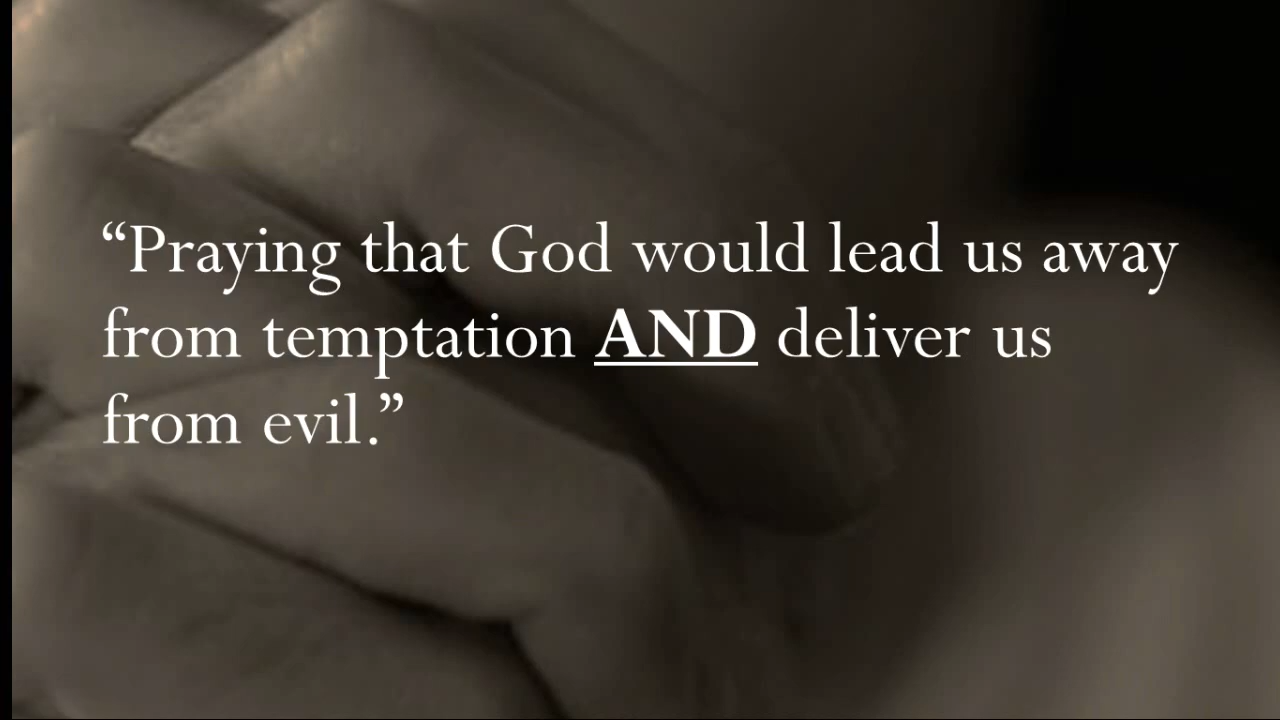 “Praying that God would lead us away
from temptation AND deliver us
from evil.”